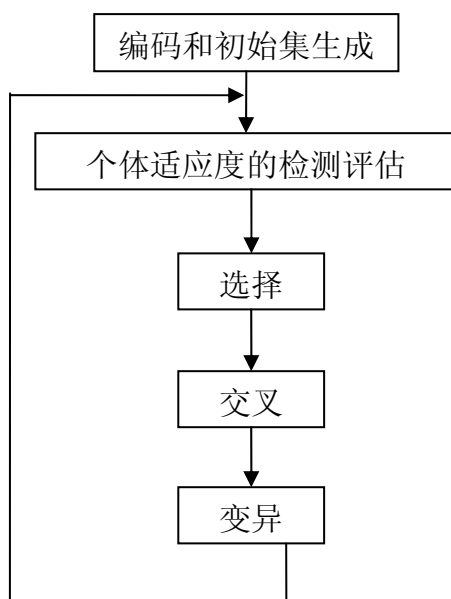 编码和初始集生成
个体适应度的检测评估
选择
交叉
变异